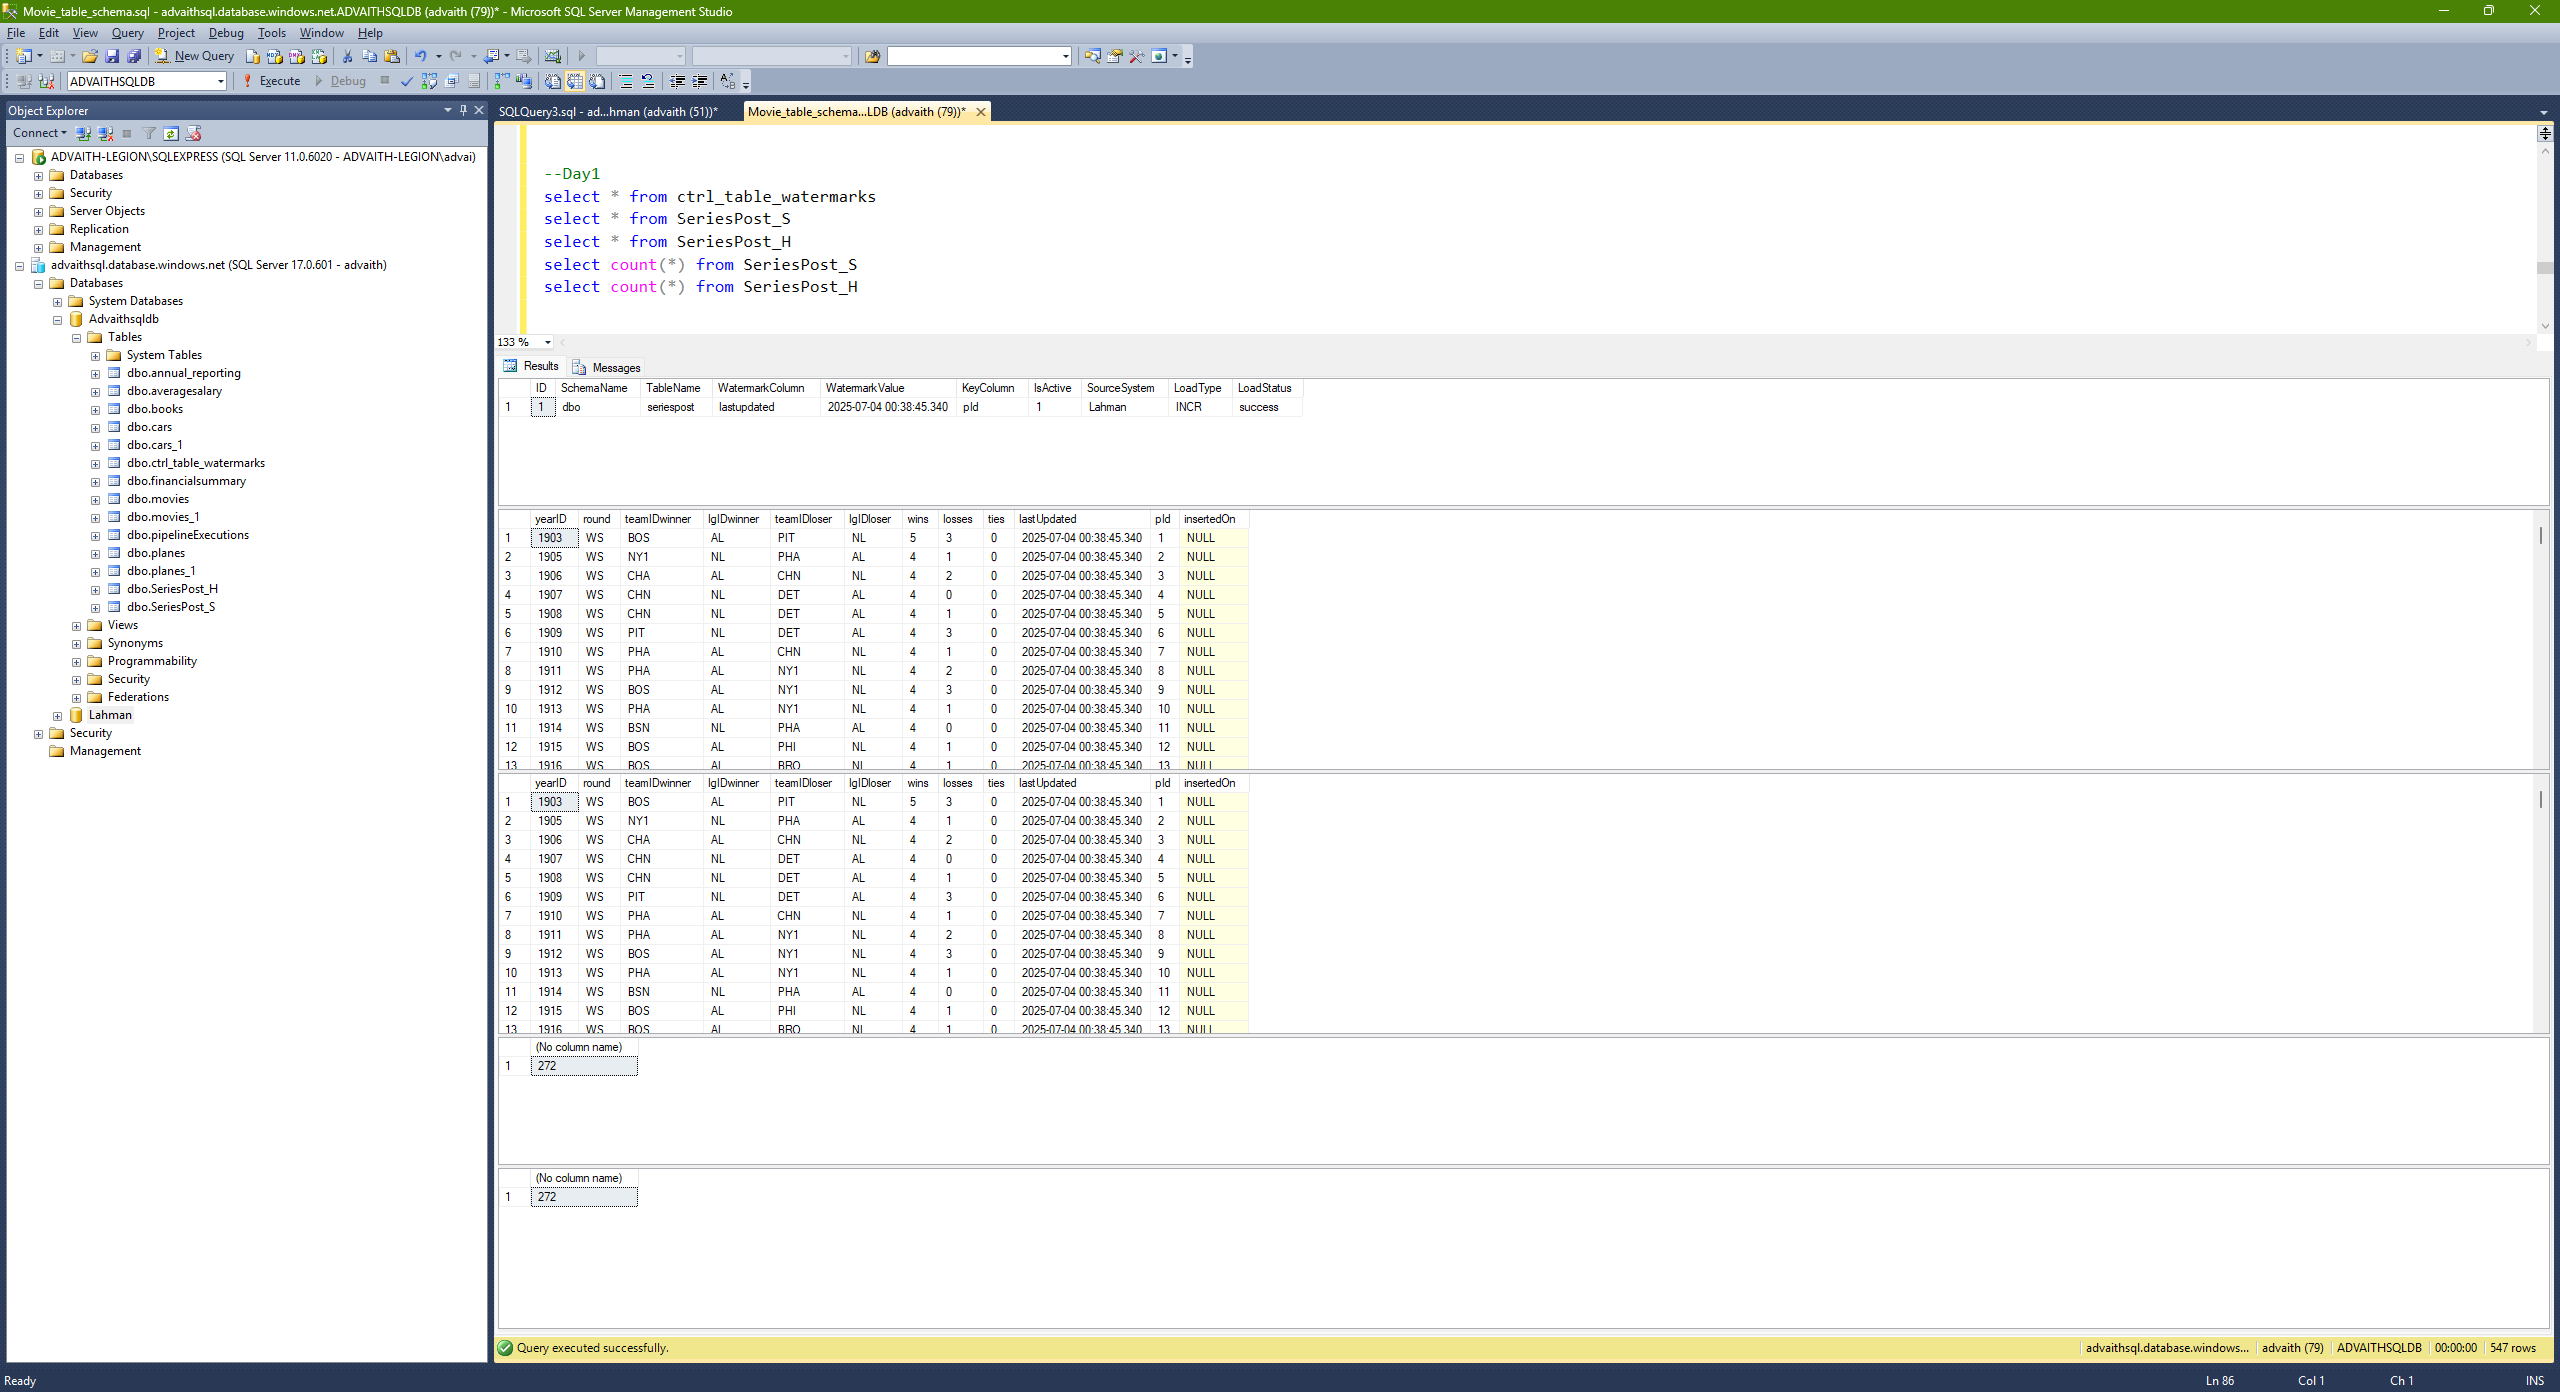 Movie_table_schema.sql - advaithsql.database.windows.net.ADVAITHSQLDB (advaith (79))* - Microsoft SQL Server Management Studio
File Edit View Query Project Debug Tools Window Help
New Query
ADVAITHSQLDB Execute Debug
Object Explorer
Connect
ADVAITH-LEGION\SQLEXPRESS (SQL Server 11.0.6020 - ADVAITH-LEGION\advai)
Databases
Security
Server Objects
Replication
Management
advaithsql.database.windows.net (SQL Server 17.0.601 - advaith)
Databases
System Databases
Advaithsqldb
Tables
System Tables
dbo.annual_reporting
dbo.averagesalary
dbo.books
dbo.cars
dbo.cars_1
dbo.ctrl_table_watermarks
dbo.financialsummary
dbo.movies
dbo.movies_1
dbo.pipelineExecutions
dbo.planes
dbo.planes_1
dbo.SeriesPost_H
dbo.SeriesPost_S
Views
Synonyms
Programmability
Security
Federations
Lahman
Security
Management
SQLQuery3.sql - ad...hman (advaith (51))* Movie_table_schema...LDB (advaith (79))*
--Day1
select * from ctrl_table_watermarks
select * from SeriesPost_S
select * from SeriesPost_H
select count(*) from SeriesPost_S
select count(*) from SeriesPost_H
133 %
Results Messages
ID SchemaName TableName WatermarkColumn WatermarkValue KeyColumn IsActive SourceSystem LoadType LoadStatus
1 1 dbo seriespost lastupdated 2025-07-04 00:38:45.340 pId 1 Lahman INCR success
yearID round teamIDwinner lgIDwinner teamIDloser lgIDloser wins losses ties lastUpdated pId insertedOn
1 1903 WS BOS AL PIT NL 5 3 0 2025-07-04 00:38:45.340 1 NULL
2 1905 WS NY1 NL PHA AL 4 1 0 2025-07-04 00:38:45.340 2 NULL
3 1906 WS CHA AL CHN NL 4 2 0 2025-07-04 00:38:45.340 3 NULL
4 1907 WS CHN NL DET AL 4 0 0 2025-07-04 00:38:45.340 4 NULL
5 1908 WS CHN NL DET AL 4 1 0 2025-07-04 00:38:45.340 5 NULL
6 1909 WS PIT NL DET AL 4 3 0 2025-07-04 00:38:45.340 6 NULL
7 1910 WS PHA AL CHN NL 4 1 0 2025-07-04 00:38:45.340 7 NULL
8 1911 WS PHA AL NY1 NL 4 2 0 2025-07-04 00:38:45.340 8 NULL
9 1912 WS BOS AL NY1 NL 4 3 0 2025-07-04 00:38:45.340 9 NULL
10 1913 WS PHA AL NY1 NL 4 1 0 2025-07-04 00:38:45.340 10 NULL
11 1914 WS BSN NL PHA AL 4 0 0 2025-07-04 00:38:45.340 11 NULL
12 1915 WS BOS AL PHI NL 4 1 0 2025-07-04 00:38:45.340 12 NULL
13 1916 WS BOS AL BRO NL 4 1 0 2025-07-04 00:38:45.340 13 NULL
yearID round teamIDwinner lgIDwinner teamIDloser lgIDloser wins losses ties lastUpdated pId insertedOn
1 1903 WS BOS AL PIT NL 5 3 0 2025-07-04 00:38:45.340 1 NULL
2 1905 WS NY1 NL PHA AL 4 1 0 2025-07-04 00:38:45.340 2 NULL
3 1906 WS CHA AL CHN NL 4 2 0 2025-07-04 00:38:45.340 3 NULL
4 1907 WS CHN NL DET AL 4 0 0 2025-07-04 00:38:45.340 4 NULL
5 1908 WS CHN NL DET AL 4 1 0 2025-07-04 00:38:45.340 5 NULL
6 1909 WS PIT NL DET AL 4 3 0 2025-07-04 00:38:45.340 6 NULL
7 1910 WS PHA AL CHN NL 4 1 0 2025-07-04 00:38:45.340 7 NULL
8 1911 WS PHA AL NY1 NL 4 2 0 2025-07-04 00:38:45.340 8 NULL
9 1912 WS BOS AL NY1 NL 4 3 0 2025-07-04 00:38:45.340 9 NULL
10 1913 WS PHA AL NY1 NL 4 1 0 2025-07-04 00:38:45.340 10 NULL
11 1914 WS BSN NL PHA AL 4 0 0 2025-07-04 00:38:45.340 11 NULL
12 1915 WS BOS AL PHI NL 4 1 0 2025-07-04 00:38:45.340 12 NULL
13 1916 WS BOS AL BRO NL 4 1 0 2025-07-04 00:38:45.340 13 NULL
(No column name)
1 272
(No column name)
1 272
Query executed successfully. advaithsql.database.windows... advaith (79) ADVAITHSQLDB 00:00:00 547 rows
Ready Ln 86 Col 1 Ch 1 INS